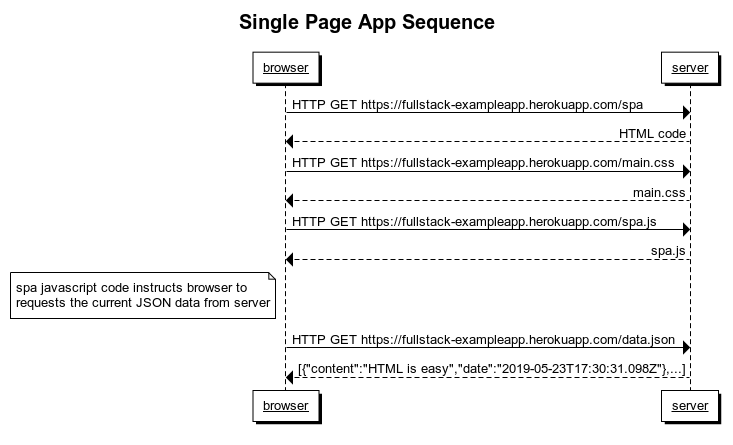 Single Page App Sequence
browser
server
HTTP GET https://fullstack-exampleapp.herokuapp.com/spa
HTML code
HTTP GET https://fullstack-exampleapp.herokuapp.com/main.css
main.css
HTTP GET https://fullstack-exampleapp.herokuapp.com/spa.js
spa.js
spa javascript code instructs browser to
requests the current JSON data from server
HTTP GET https://fullstack-exampleapp.herokuapp.com/data.json
[{"content":"HTML is easy","date":"2019-05-23T17:30:31.098Z"},...]
browser
server